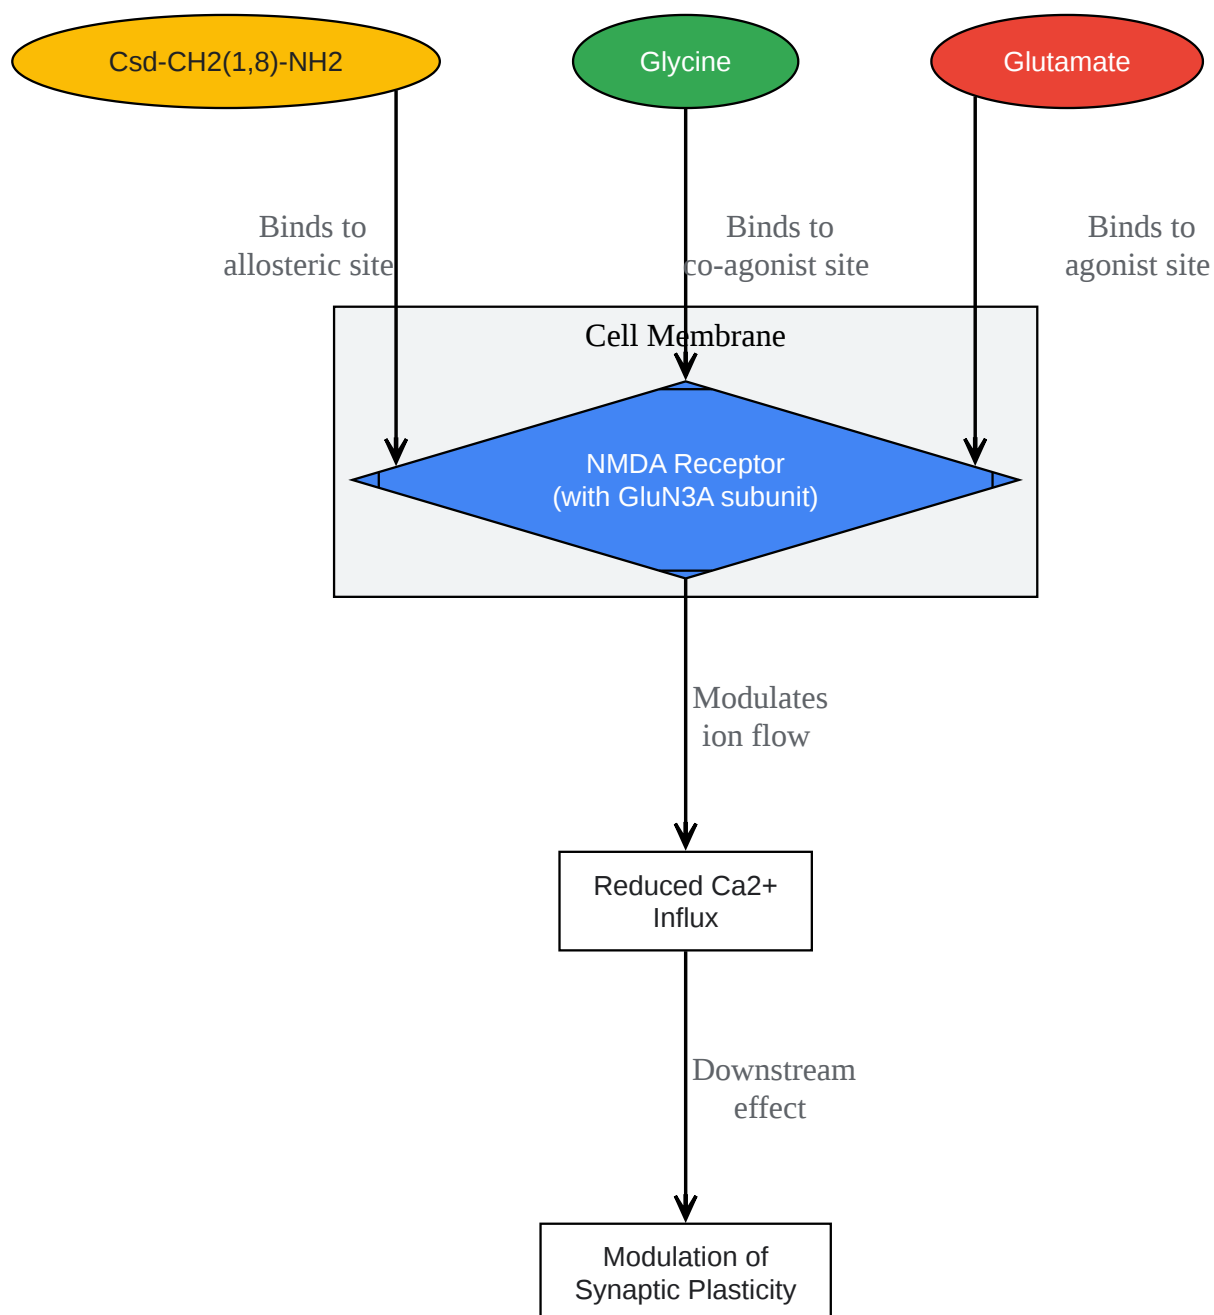 Csd-CH2(1,8)-NH2
Glycine
Glutamate
Binds to
allosteric site
Binds to
co-agonist site
Binds to
agonist site
Cell Membrane
NMDA Receptor
(with GluN3A subunit)
Modulates
ion flow
Reduced Ca2+
Influx
Downstream
effect
Modulation of
Synaptic Plasticity